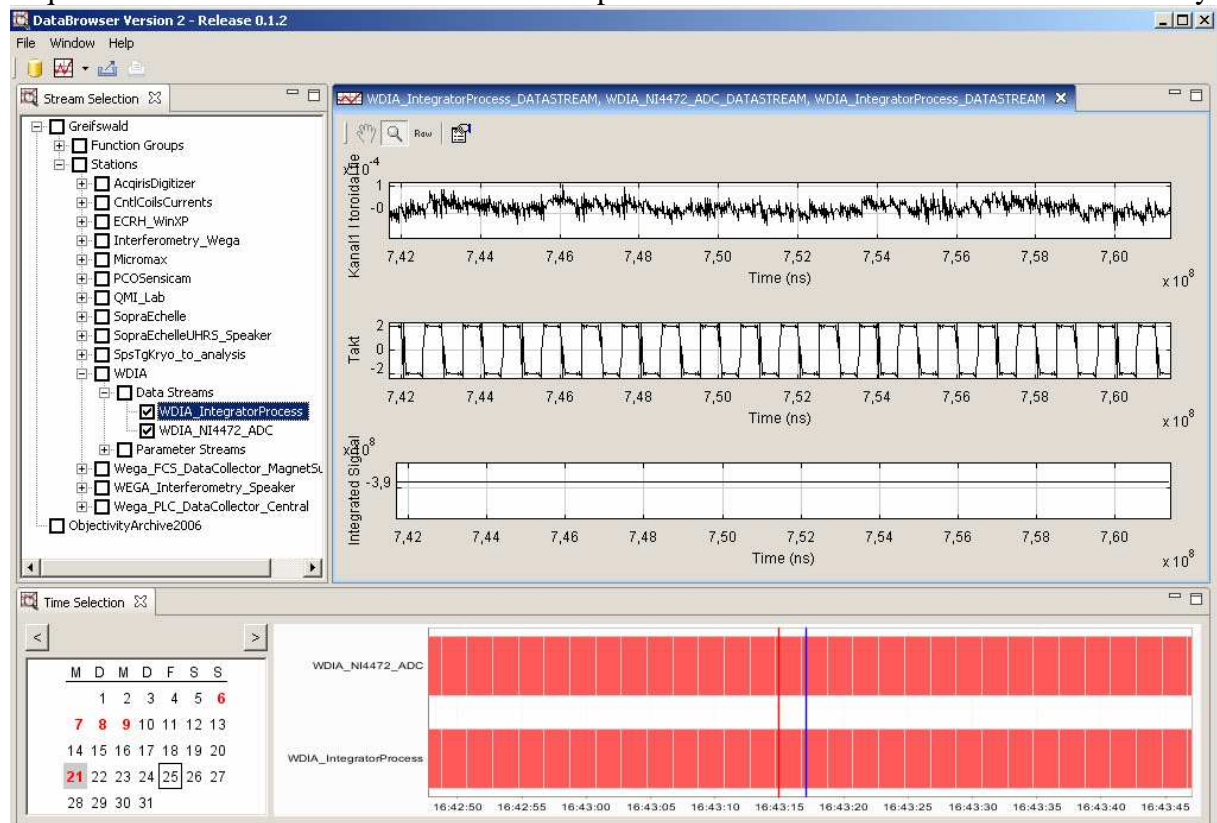 DataBrowser Version 2 - Release 0.1.2
File Window Help
Stream Selection
Greifswald
Function Groups
Stations
AcqirisDigitizer
CntlCoilsCurrents
ECRH_WinXP
Interferometry_Wega
Micromax
PCOSensicam
QMI_Lab
SopraEchelle
SopraEchelleUHRS_Speaker
SpsTgKryo_to_analysis
WDIA
Data Streams
WDIA_IntegratorProcess
WDIA_NI4472_ADC
Parameter Streams
Wega_FCS_DataCollector_MagnetSu
WEGA_Interferometry_Speaker
Wega_PLC_DataCollector_Central
ObjectivityArchive2006
WDIA_IntegratorProcess_DATASTREAM, WDIA_NI4472_ADC_DATASTREAM, WDIA_IntegratorProcess_DATASTREAM
Raw
Kanal1 I toroidal
x10-4
1
-0
7,42 7,44 7,46 7,48 7,50 7,52 7,54 7,56 7,58 7,60
Time (ns)
x 10^8
Takt
2
0
-2
7,42 7,44 7,46 7,48 7,50 7,52 7,54 7,56 7,58 7,60
Time (ns)
x 10^8
Integrated Signal
x10^8
-3,9
7,42 7,44 7,46 7,48 7,50 7,52 7,54 7,56 7,58 7,60
Time (ns)
x 10^8
Time Selection
< >
M D M D F S S
1 2 3 4 5 6
7 8 9 10 11 12 13
14 15 16 17 18 19 20
21 22 23 24 25 26 27
28 29 30 31
WDIA_NI4472_ADC
WDIA_IntegratorProcess
16:42:50 16:42:55 16:43:00 16:43:05 16:43:10 16:43:15 16:43:20 16:43:25 16:43:30 16:43:35 16:43:40 16:43:45